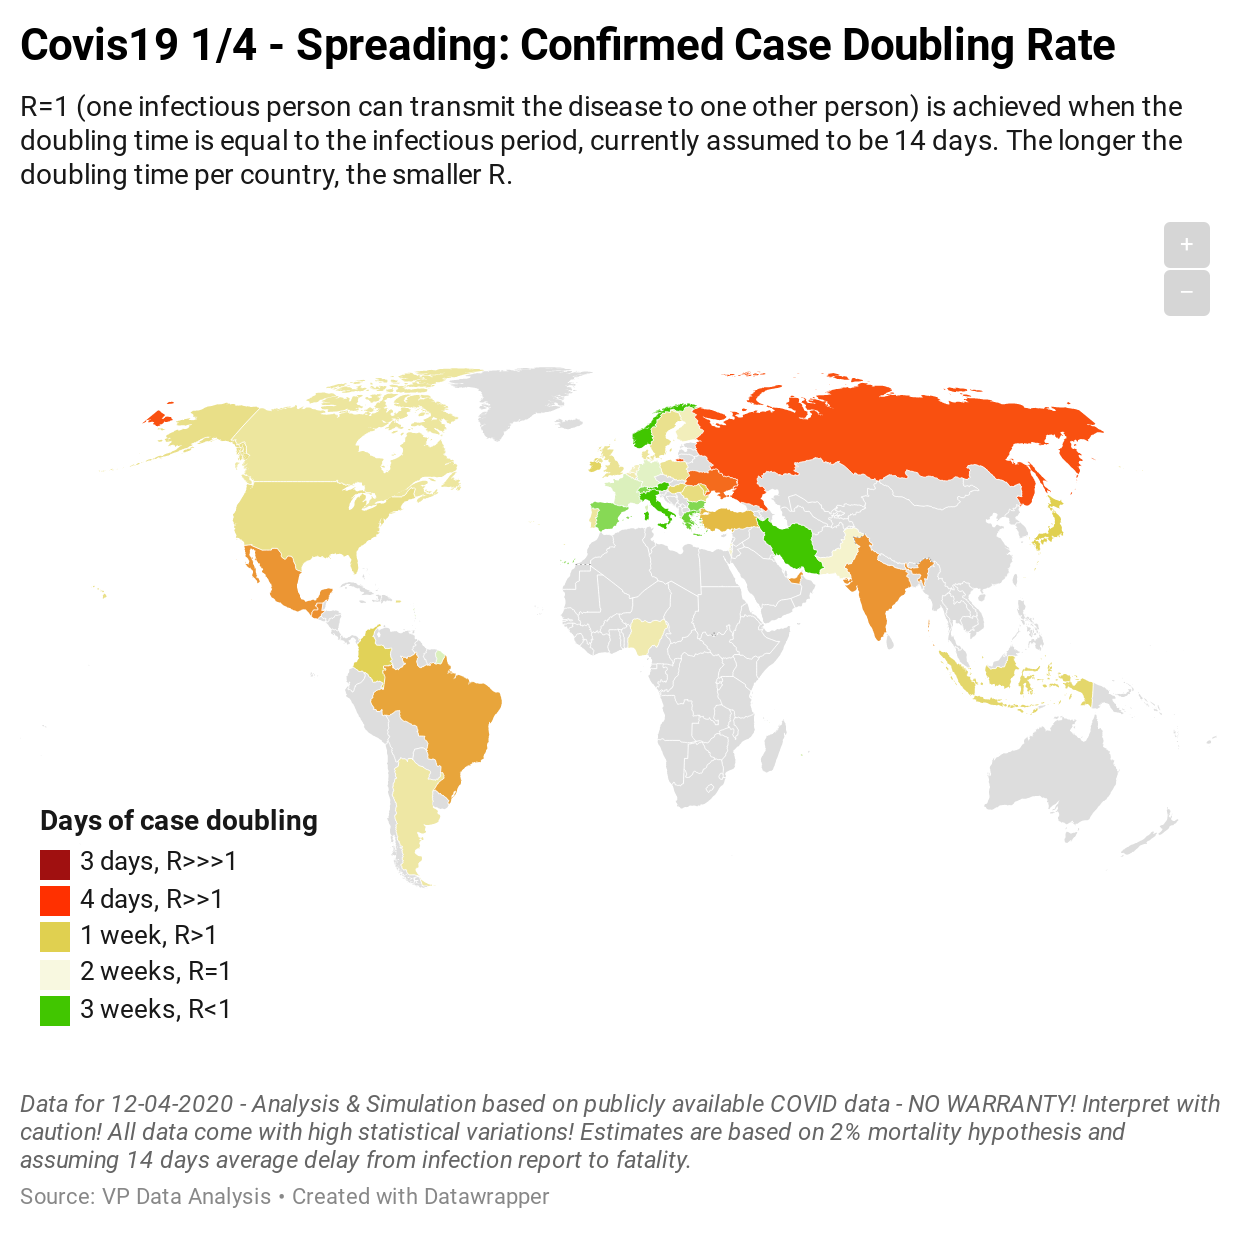 Covis19 1/4 - Spreading: Confirmed Case Doubling Rate
R=1 (one infectious person can transmit the disease to one other person) is achieved when the
doubling time is equal to the infectious period, currently assumed to be 14 days. The longer the
doubling time per country, the smaller R.
+
−
Days of case doubling
3 days, R>>>1
4 days, R>>1
1 week, R>1
2 weeks, R=1
3 weeks, R<1
Data for 12-04-2020 - Analysis & Simulation based on publicly available COVID data - NO WARRANTY! Interpret with
caution! All data come with high statistical variations! Estimates are based on 2% mortality hypothesis and
assuming 14 days average delay from infection report to fatality.
Source: VP Data Analysis • Created with Datawrapper